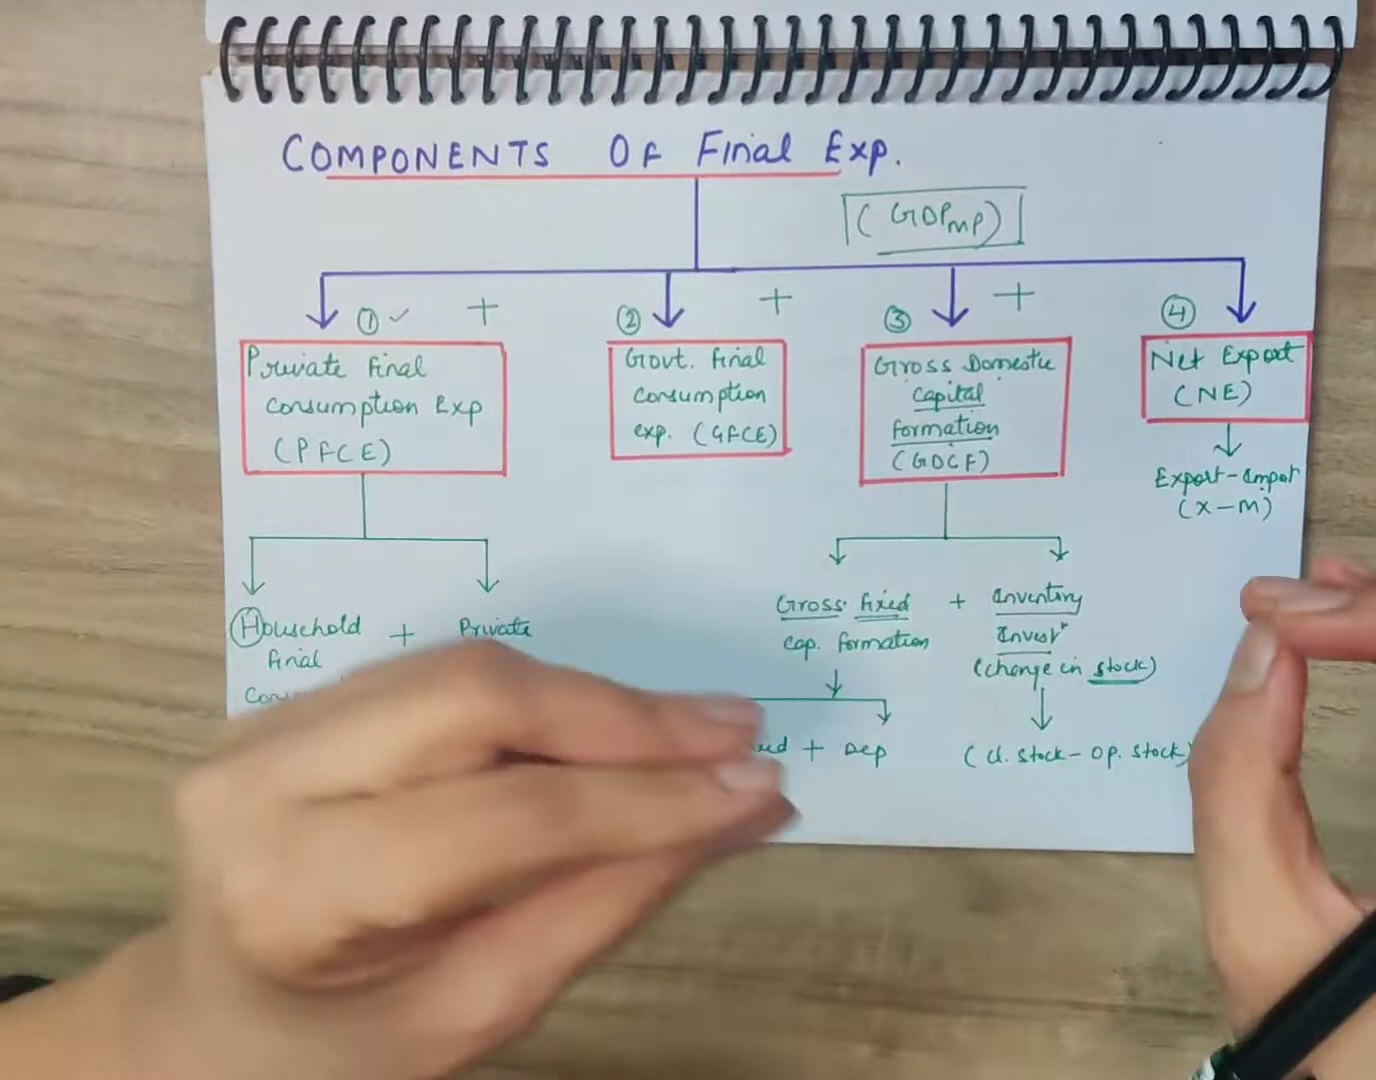 COMPONENTS OF Final Exp.
(GDPMP)
+ + +
① ✓
Private final
consumption Exp
(PFCE)
②
Govt. final
consumption
exp. (GFCE)
③
Gross Domestic
capital
formation
(GDCF)
④
Net Export
(NE)
Export-Import
(X-M)
Household + Private
final
Gross fixed + Inventory
cap. formation
Investⁿ
(change in stock)
+ Dep
(cl. stock - op. stock)